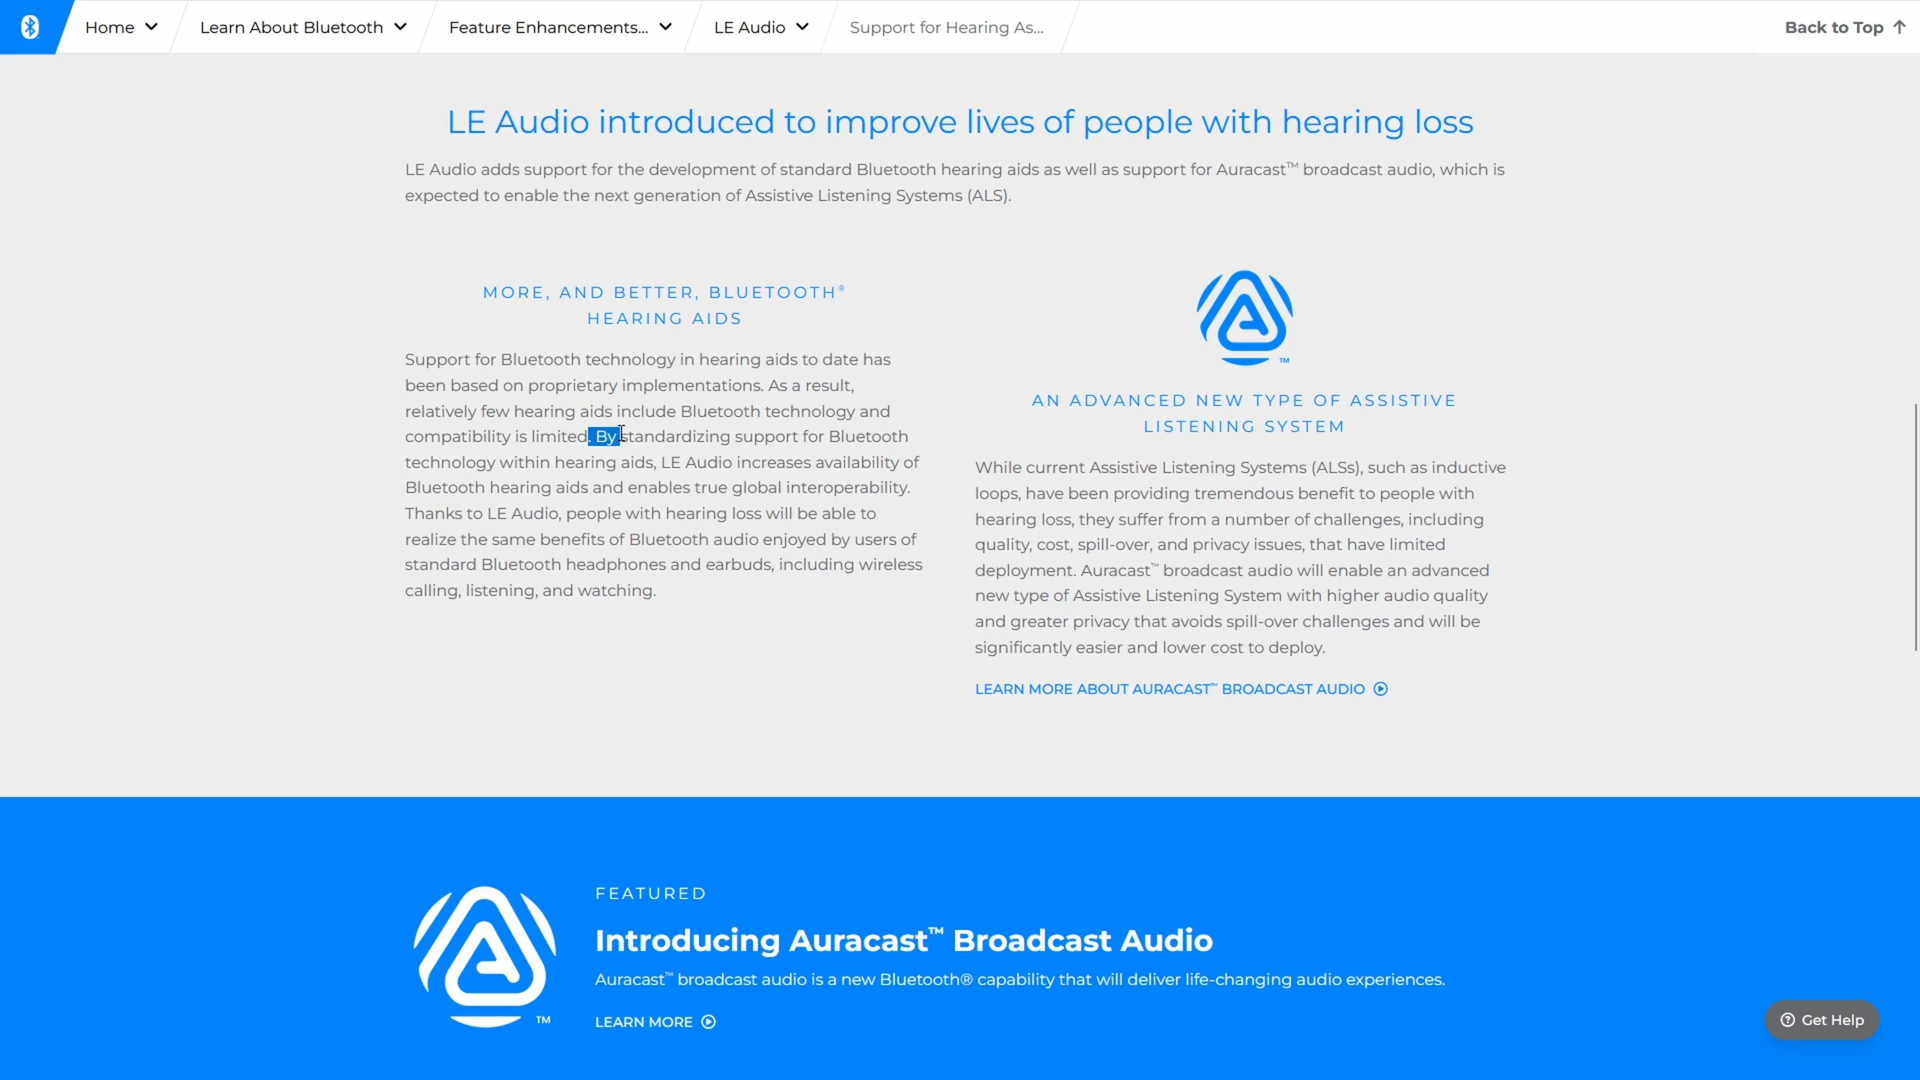 Home
Learn About Bluetooth
Feature Enhancements...
LE Audio
Support for Hearing As...
Back to Top
LE Audio introduced to improve lives of people with hearing loss
LE Audio adds support for the development of standard Bluetooth hearing aids as well as support for Auracast™ broadcast audio, which is
expected to enable the next generation of Assistive Listening Systems (ALS).
MORE, AND BETTER, BLUETOOTH®
HEARING AIDS
Support for Bluetooth technology in hearing aids to date has
been based on proprietary implementations. As a result,
relatively few hearing aids include Bluetooth technology and
compatibility is limited. By standardizing support for Bluetooth
technology within hearing aids, LE Audio increases availability of
Bluetooth hearing aids and enables true global interoperability.
Thanks to LE Audio, people with hearing loss will be able to
realize the same benefits of Bluetooth audio enjoyed by users of
standard Bluetooth headphones and earbuds, including wireless
calling, listening, and watching.
TM
AN ADVANCED NEW TYPE OF ASSISTIVE
LISTENING SYSTEM
While current Assistive Listening Systems (ALSs), such as inductive
loops, have been providing tremendous benefit to people with
hearing loss, they suffer from a number of challenges, including
quality, cost, spill-over, and privacy issues, that have limited
deployment. Auracast™ broadcast audio will enable an advanced
new type of Assistive Listening System with higher audio quality
and greater privacy that avoids spill-over challenges and will be
significantly easier and lower cost to deploy.
LEARN MORE ABOUT AURACAST™ BROADCAST AUDIO
TM
FEATURED
Introducing Auracast™ Broadcast Audio
Auracast™ broadcast audio is a new Bluetooth® capability that will deliver life-changing audio experiences.
LEARN MORE
Get Help